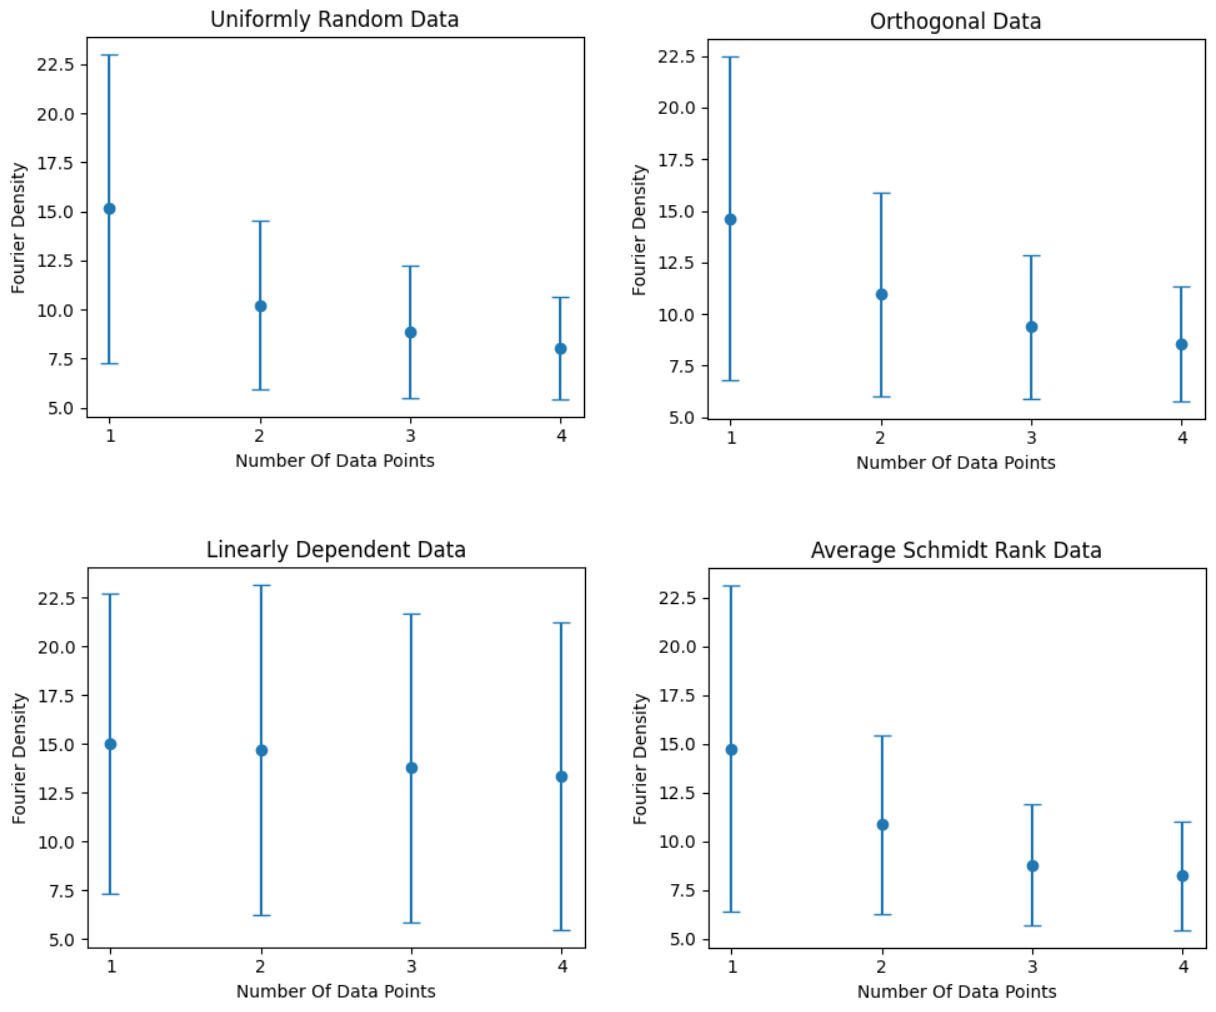 Uniformly Random Data
Fourier Density
22.5
20.0
17.5
15.0
12.5
10.0
7.5
5.0
1 2 3 4
Number Of Data Points
Orthogonal Data
Fourier Density
22.5
20.0
17.5
15.0
12.5
10.0
7.5
5.0
1 2 3 4
Number Of Data Points
Linearly Dependent Data
Fourier Density
22.5
20.0
17.5
15.0
12.5
10.0
7.5
5.0
1 2 3 4
Number Of Data Points
Average Schmidt Rank Data
Fourier Density
22.5
20.0
17.5
15.0
12.5
10.0
7.5
5.0
1 2 3 4
Number Of Data Points